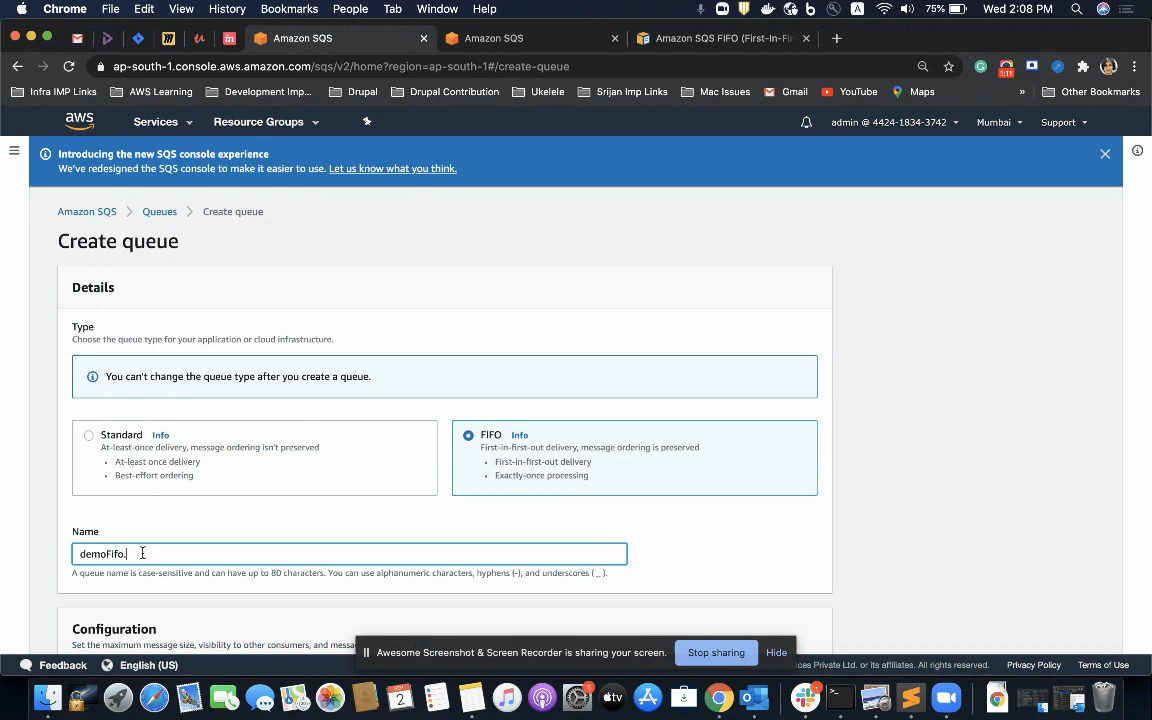 Chrome File Edit View History Bookmarks People Tab Window Help
75% Wed 2:08 PM
Amazon SQS
Amazon SQS
Amazon SQS FIFO (First-In-Fir
ap-south-1.console.aws.amazon.com/sqs/v2/home?region=ap-south-1#/create-queue
1:11
Infra IMP Links AWS Learning Development Imp... Drupal Drupal Contribution Ukelele Srijan Imp Links Mac Issues Gmail YouTube Maps » Other Bookmarks
aws Services Resource Groups admin @ 4424-1834-3742 Mumbai Support
Introducing the new SQS console experience
We've redesigned the SQS console to make it easier to use. Let us know what you think.
Amazon SQS > Queues > Create queue
Create queue
Details
Type
Choose the queue type for your application or cloud infrastructure.
You can't change the queue type after you create a queue.
Standard Info
At-least-once delivery, message ordering isn't preserved
• At-least once delivery
• Best-effort ordering
FIFO Info
First-in-first-out delivery, message ordering is preserved
• First-in-first-out delivery
• Exactly-once processing
Name
demoFifo.
A queue name is case-sensitive and can have up to 80 characters. You can use alphanumeric characters, hyphens (-), and underscores ( _ ).
Configuration
Set the maximum message size, visibility to other consumers, and messa
Awesome Screenshot & Screen Recorder is sharing your screen. Stop sharing Hide
Feedback English (US) ices Private Ltd. or its affiliates. All rights reserved. Privacy Policy Terms of Use